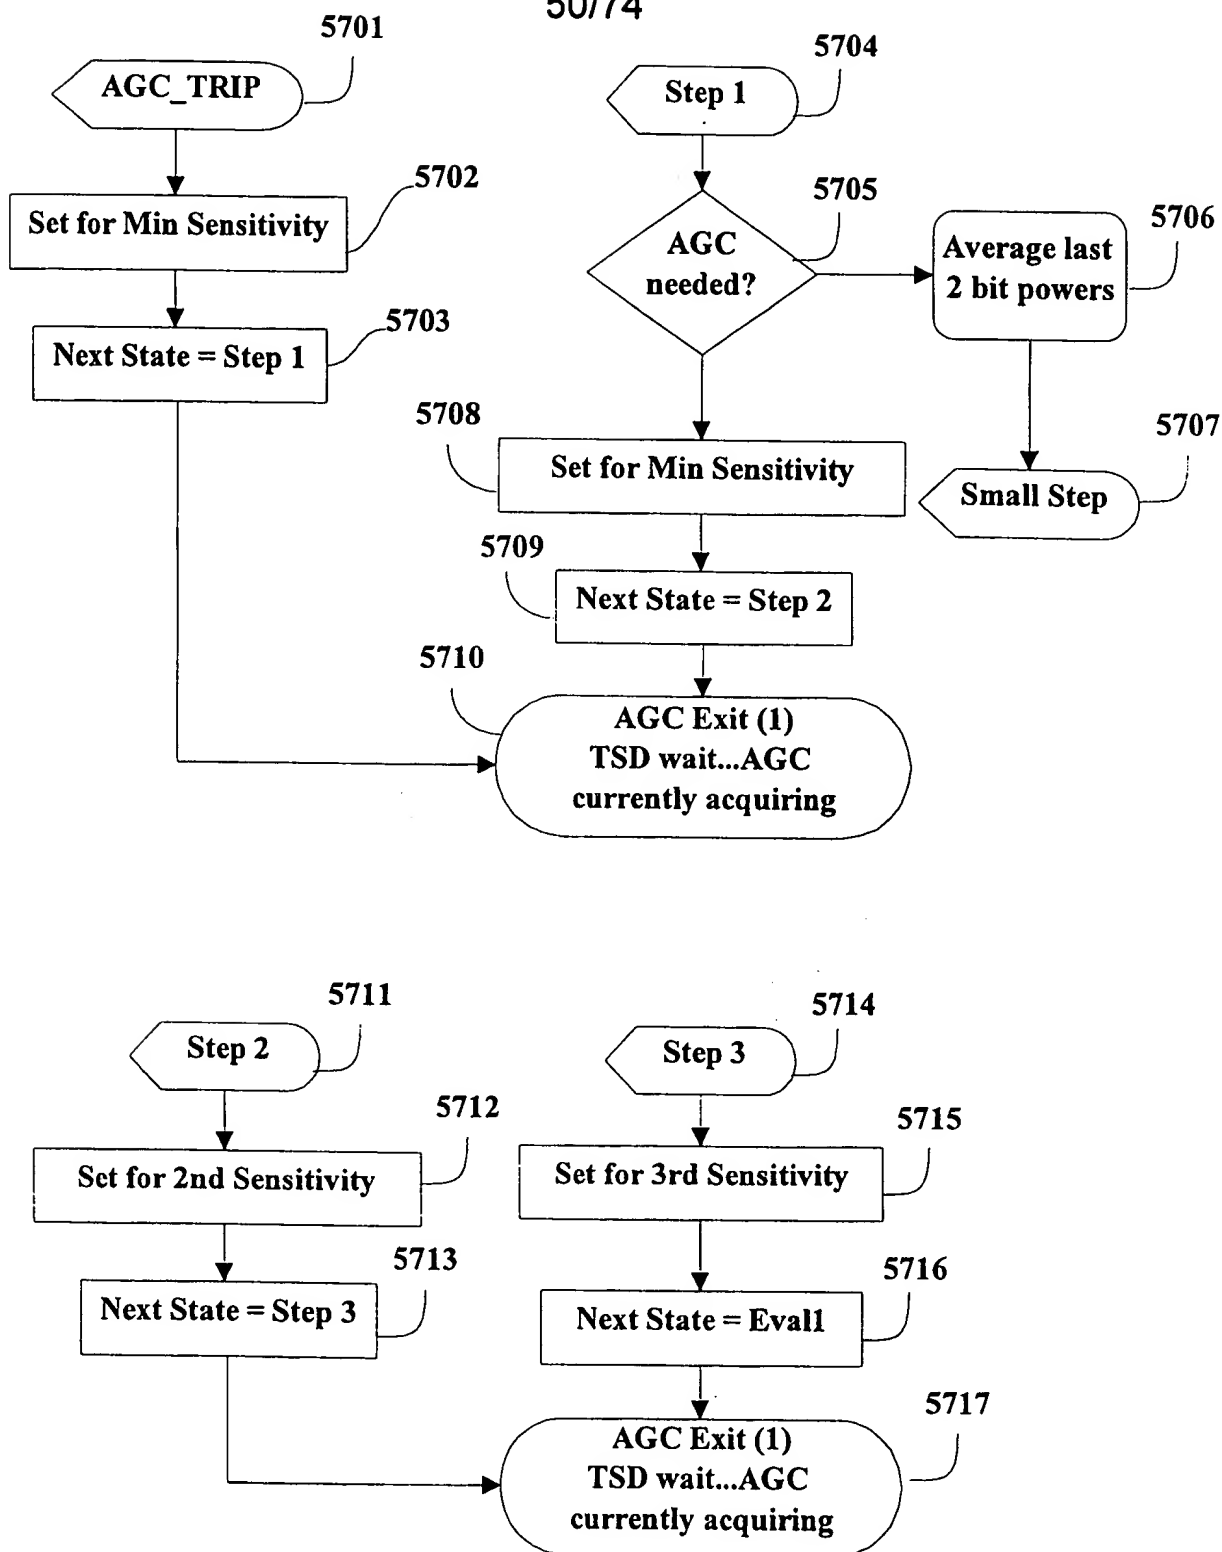 50/74
5701
AGC_TRIP
5702
Set for Min Sensitivity
5703
Next State = Step 1
5704
Step 1
5705
AGC
needed?
5706
Average last
2 bit powers
5707
Small Step
5708
Set for Min Sensitivity
5709
Next State = Step 2
5710
AGC Exit (1)
TSD wait...AGC
currently acquiring
5711
Step 2
5712
Set for 2nd Sensitivity
5713
Next State = Step 3
5714
Step 3
5715
Set for 3rd Sensitivity
5716
Next State = Eval1
5717
AGC Exit (1)
TSD wait...AGC
currently acquiring